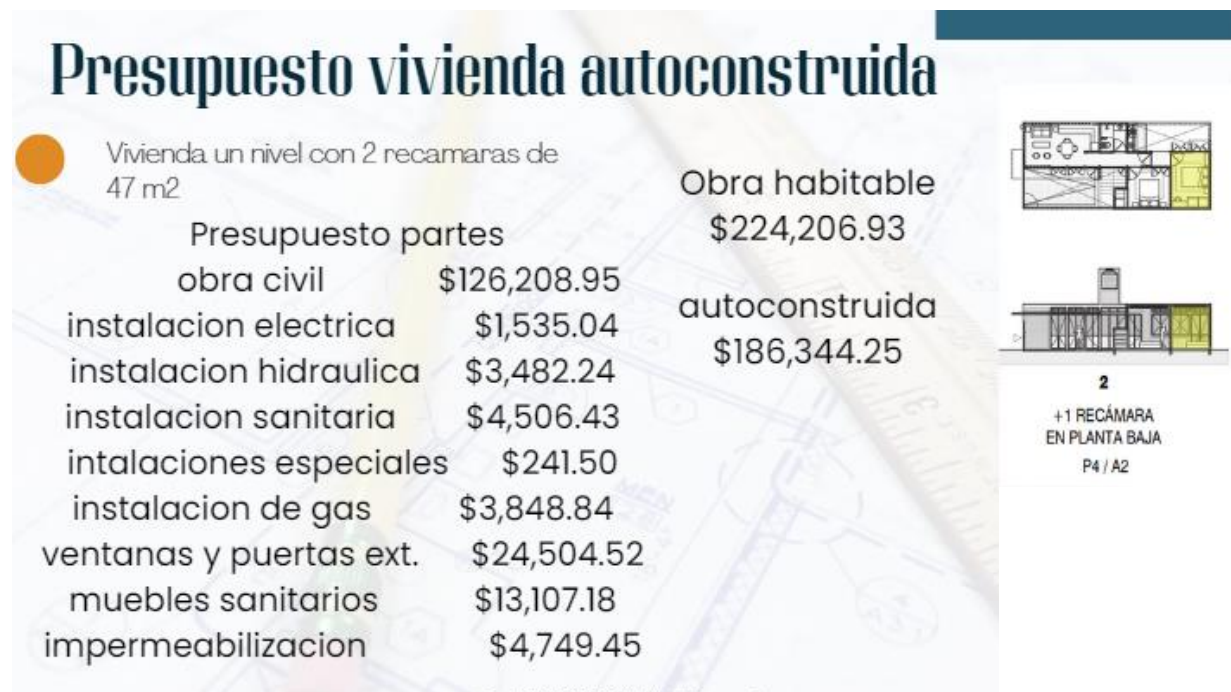 Presupuesto vivienda autoconstruida
Vivienda un nivel con 2 recamaras de
47 m2
Presupuesto partes
obra civil $126,208.95
instalacion electrica $1,535.04
instalacion hidraulica $3,482.24
instalacion sanitaria $4,506.43
intalaciones especiales $241.50
instalacion de gas $3,848.84
ventanas y puertas ext. $24,504.52
muebles sanitarios $13,107.18
impermeabilizacion $4,749.45
Obra habitable
$224,206.93
autoconstruida
$186,344.25
2
+1 RECÁMARA
EN PLANTA BAJA
P4 / A2